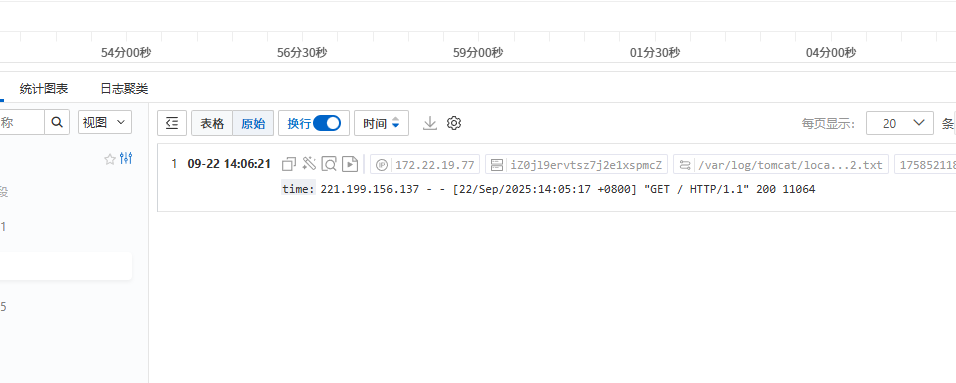 54分00秒 56分30秒 59分00秒 01分30秒 04分00秒
统计图表 日志聚类
称 视图 表格 原始 换行 时间 每页显示： 20 条
1 09-22 14:06:21 IP 172.22.19.77 iZ0jl9ervtsz7j2e1xspmcZ /var/log/tomcat/loca...2.txt 175852118
time: 221.199.156.137 - - [22/Sep/2025:14:05:17 +0800] "GET / HTTP/1.1" 200 11064
段
1
5